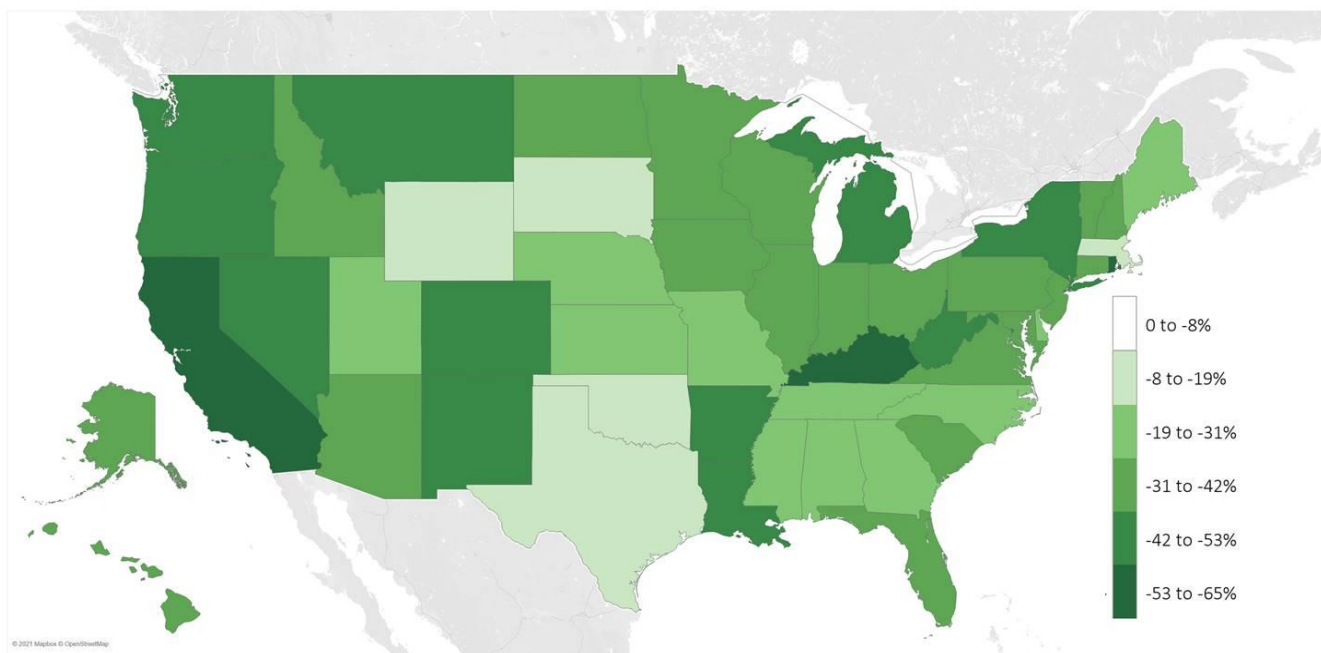 0 to -8%
-8 to -19%
-19 to -31%
-31 to -42%
-42 to -53%
-53 to -65%
© 2021 Mapbox © OpenStreetMap